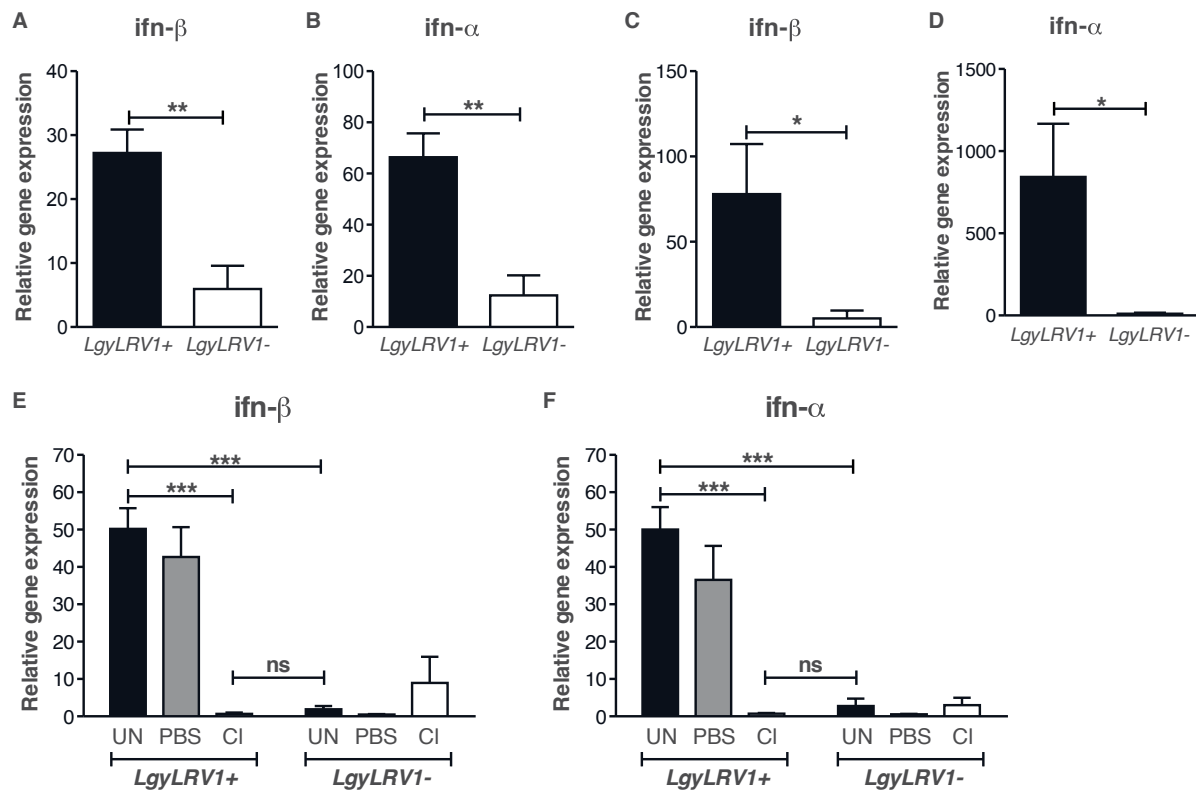 A
ifn-β
Relative gene expression
40
30
20
10
0
**
LgyLRV1+ LgyLRV1-
B
ifn-α
Relative gene expression
100
80
60
40
20
0
**
LgyLRV1+ LgyLRV1-
C
ifn-β
Relative gene expression
150
100
50
0
*
LgyLRV1+ LgyLRV1-
D
ifn-α
Relative gene expression
1500
1000
500
0
*
LgyLRV1+ LgyLRV1-
E
ifn-β
Relative gene expression
70
60
50
40
30
20
10
0
***
***
ns
UN PBS CI UN PBS CI
LgyLRV1+ LgyLRV1-
F
ifn-α
Relative gene expression
70
60
50
40
30
20
10
0
***
***
ns
UN PBS CI UN PBS CI
LgyLRV1+ LgyLRV1-